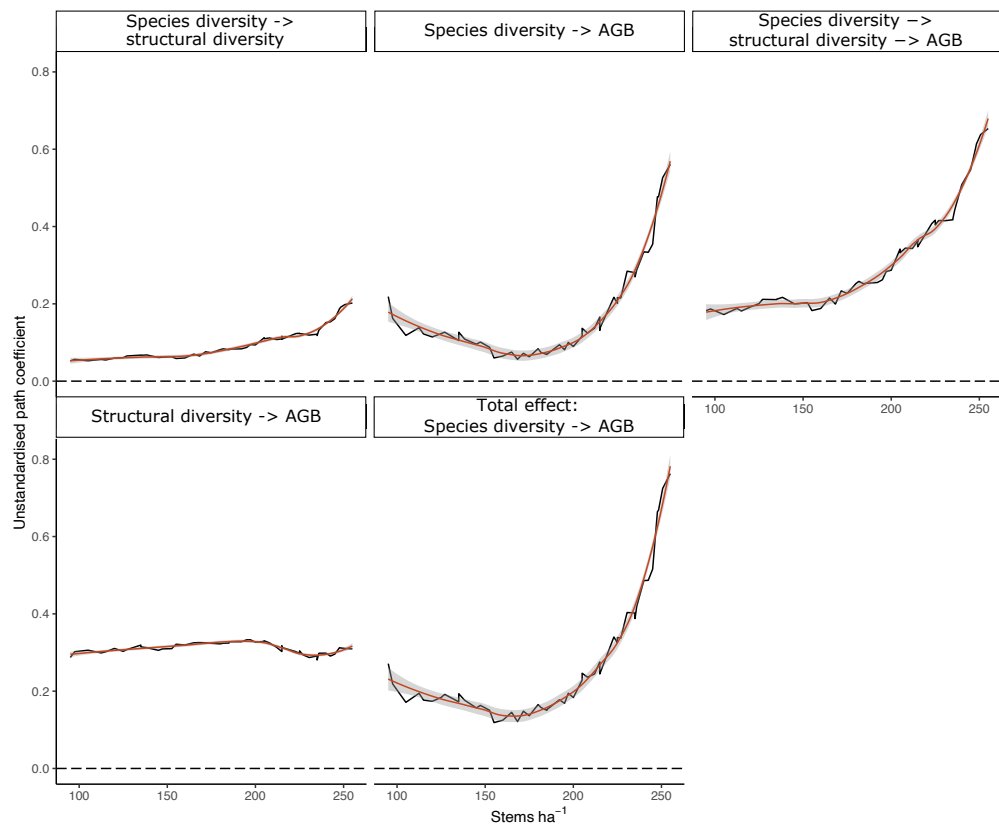 Species diversity ->
structural diversity
Species diversity -> AGB
Species diversity −>
structural diversity −> AGB
0.8
0.6
0.4
0.2
0.0
100 150 200 250
Structural diversity -> AGB
Total effect:
Species diversity -> AGB
0.8
0.6
0.4
0.2
0.0
100 150 200 250
100 150 200 250
Unstandardised path coefficient
Stems ha⁻¹